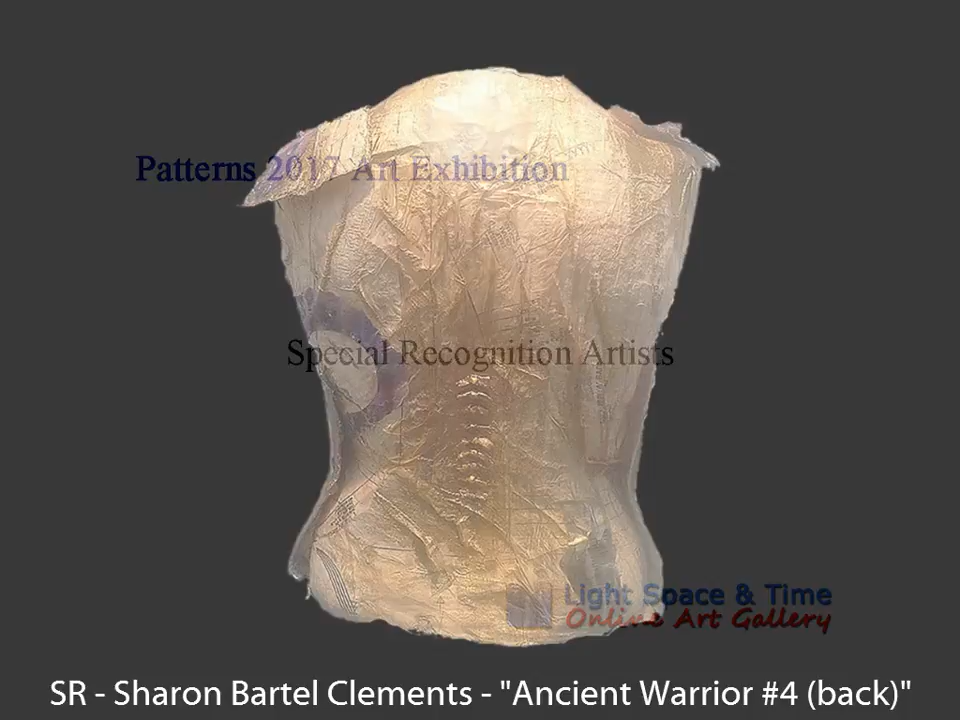 Patterns 2017 Art Exhibition
Special Recognition Artists
Light Space & Time
Online Art Gallery
SR - Sharon Bartel Clements - "Ancient Warrior #4 (back)"